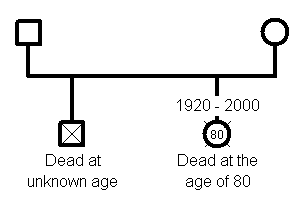 1920 - 2000
80
Dead at
unknown age
Dead at the
age of 80